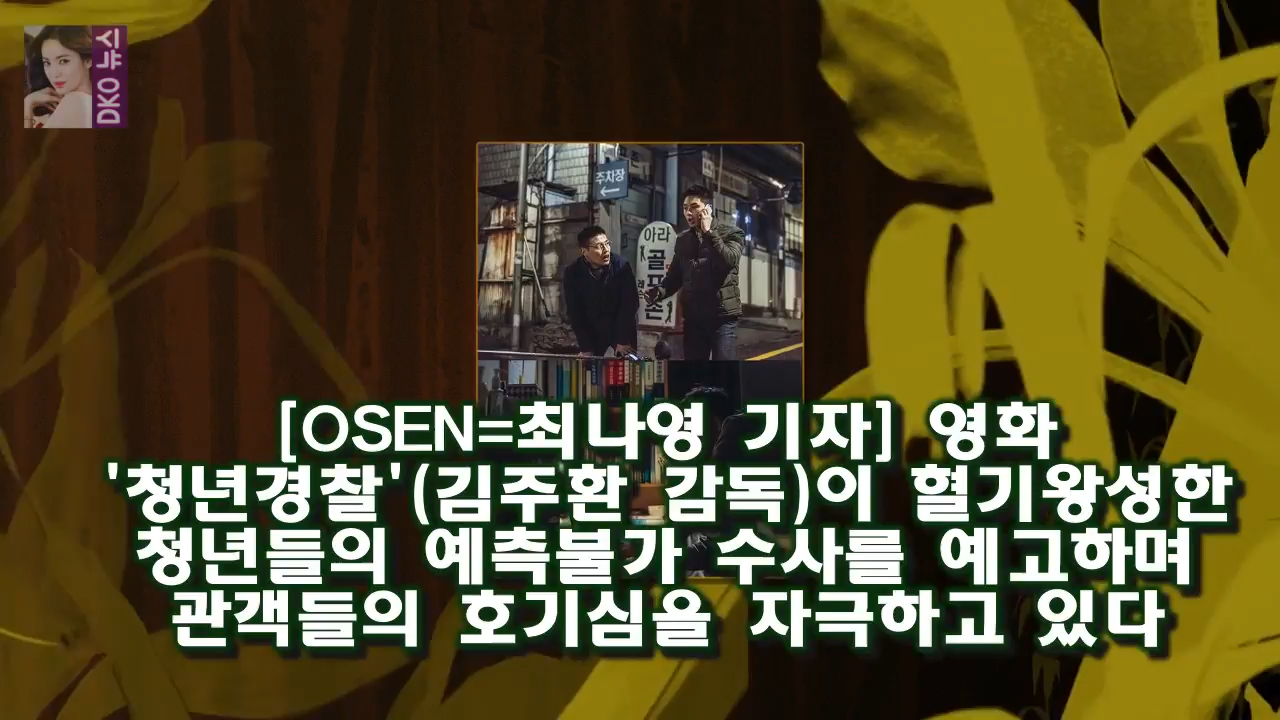 DKO 뉴스
주차장
아라
골프존
[OSEN=최나영 기자] 영화
'청년경찰'(김주환 감독)이 혈기왕성한
청년들의 예측불가 수사를 예고하며
관객들의 호기심을 자극하고 있다